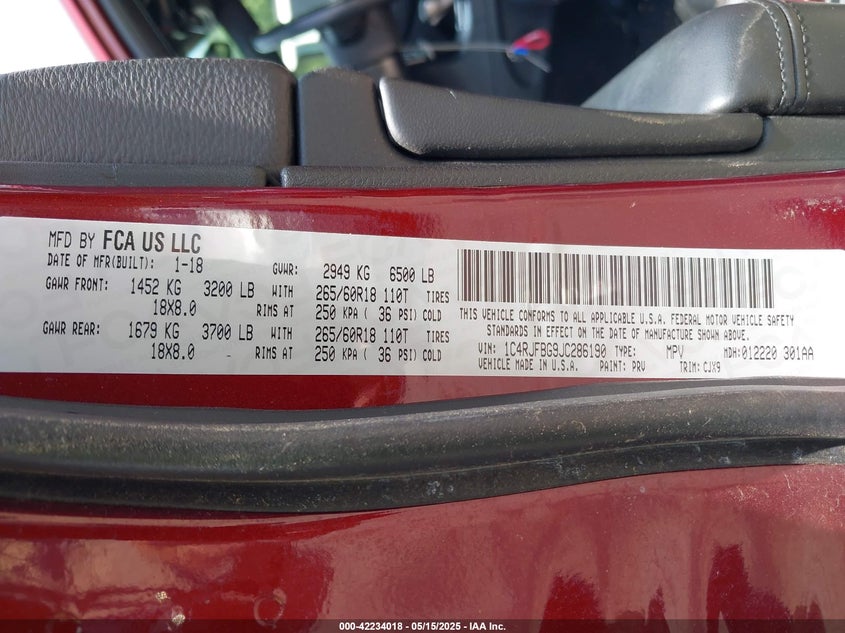 MFD BY FCA US LLC
DATE OF MFR(BUILT): 1-18 GVWR: 2949 KG 6500 LB
GAWR FRONT: 1452 KG 3200 LB WITH 265/60R18 110T TIRES
18X8.0 RIMS AT 250 KPA ( 36 PSI) COLD
GAWR REAR: 1679 KG 3700 LB WITH 265/60R18 110T TIRES
18X8.0 RIMS AT 250 KPA ( 36 PSI) COLD
THIS VEHICLE CONFORMS TO ALL APPLICABLE U.S.A. FEDERAL MOTOR VEHICLE SAFETY
STANDARDS IN EFFECT ON THE DATE OF MANUFACTURE SHOWN ABOVE.
VIN: 1C4RJFBG9JC286190 TYPE: MPV MDH: 012220 301AA
VEHICLE MADE IN U.S.A. PAINT: PRV TRIM: CJX9
000-42234018 — 05/15/2025 — IAA Inc.